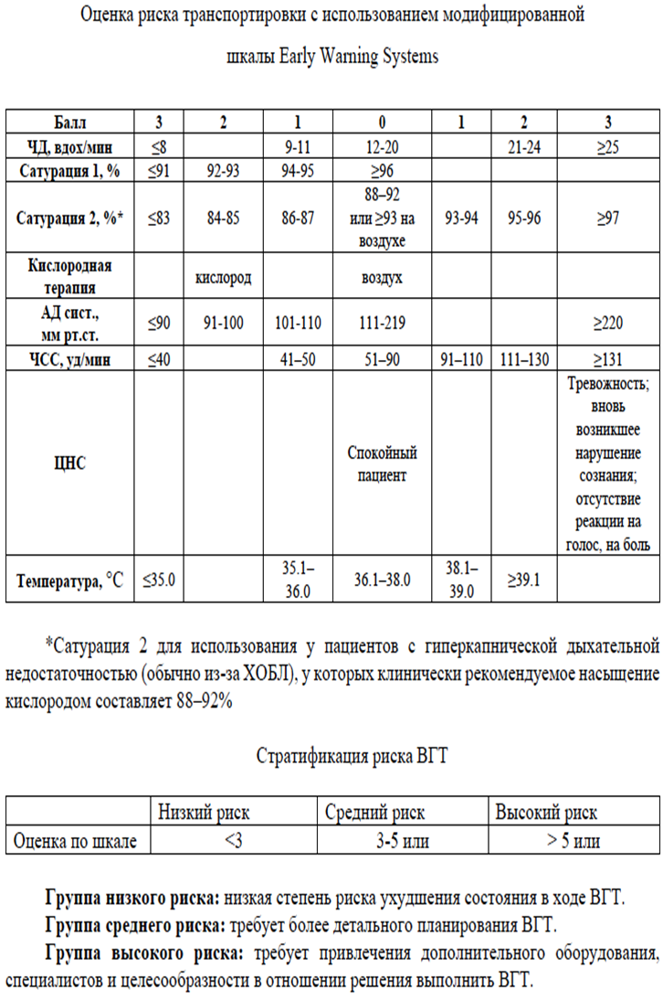 Оценка риска транспортировки с использованием модифицированной
шкалы Early Warning Systems
Балл 3 2 1 0 1 2 3
ЧД, вдох/мин ≤8 9-11 12-20 21-24 ≥25
Сатурация 1, % ≤91 92-93 94-95 ≥96
Сатурация 2, %* ≤83 84-85 86-87 88–92 или ≥93 на воздухе 93-94 95-96 ≥97
Кислородная терапия кислород воздух
АД сист., мм рт.ст. ≤90 91-100 101-110 111-219 ≥220
ЧСС, уд/мин ≤40 41–50 51–90 91–110 111–130 ≥131
ЦНС Спокойный пациент Тревожность; вновь возникшее нарушение сознания; отсутствие реакции на голос, на боль
Температура, °C ≤35.0 35.1–36.0 36.1–38.0 38.1–39.0 ≥39.1
*Сатурация 2 для использования у пациентов с гиперкапнической дыхательной
недостаточностью (обычно из-за ХОБЛ), у которых клинически рекомендуемое насыщение
кислородом составляет 88–92%
Стратификация риска ВГТ
Низкий риск Средний риск Высокий риск
Оценка по шкале <3 3-5 или > 5 или
Группа низкого риска: низкая степень риска ухудшения состояния в ходе ВГТ.
Группа среднего риска: требует более детального планирования ВГТ.
Группа высокого риска: требует привлечения дополнительного оборудования,
специалистов и целесообразности в отношении решения выполнить ВГТ.